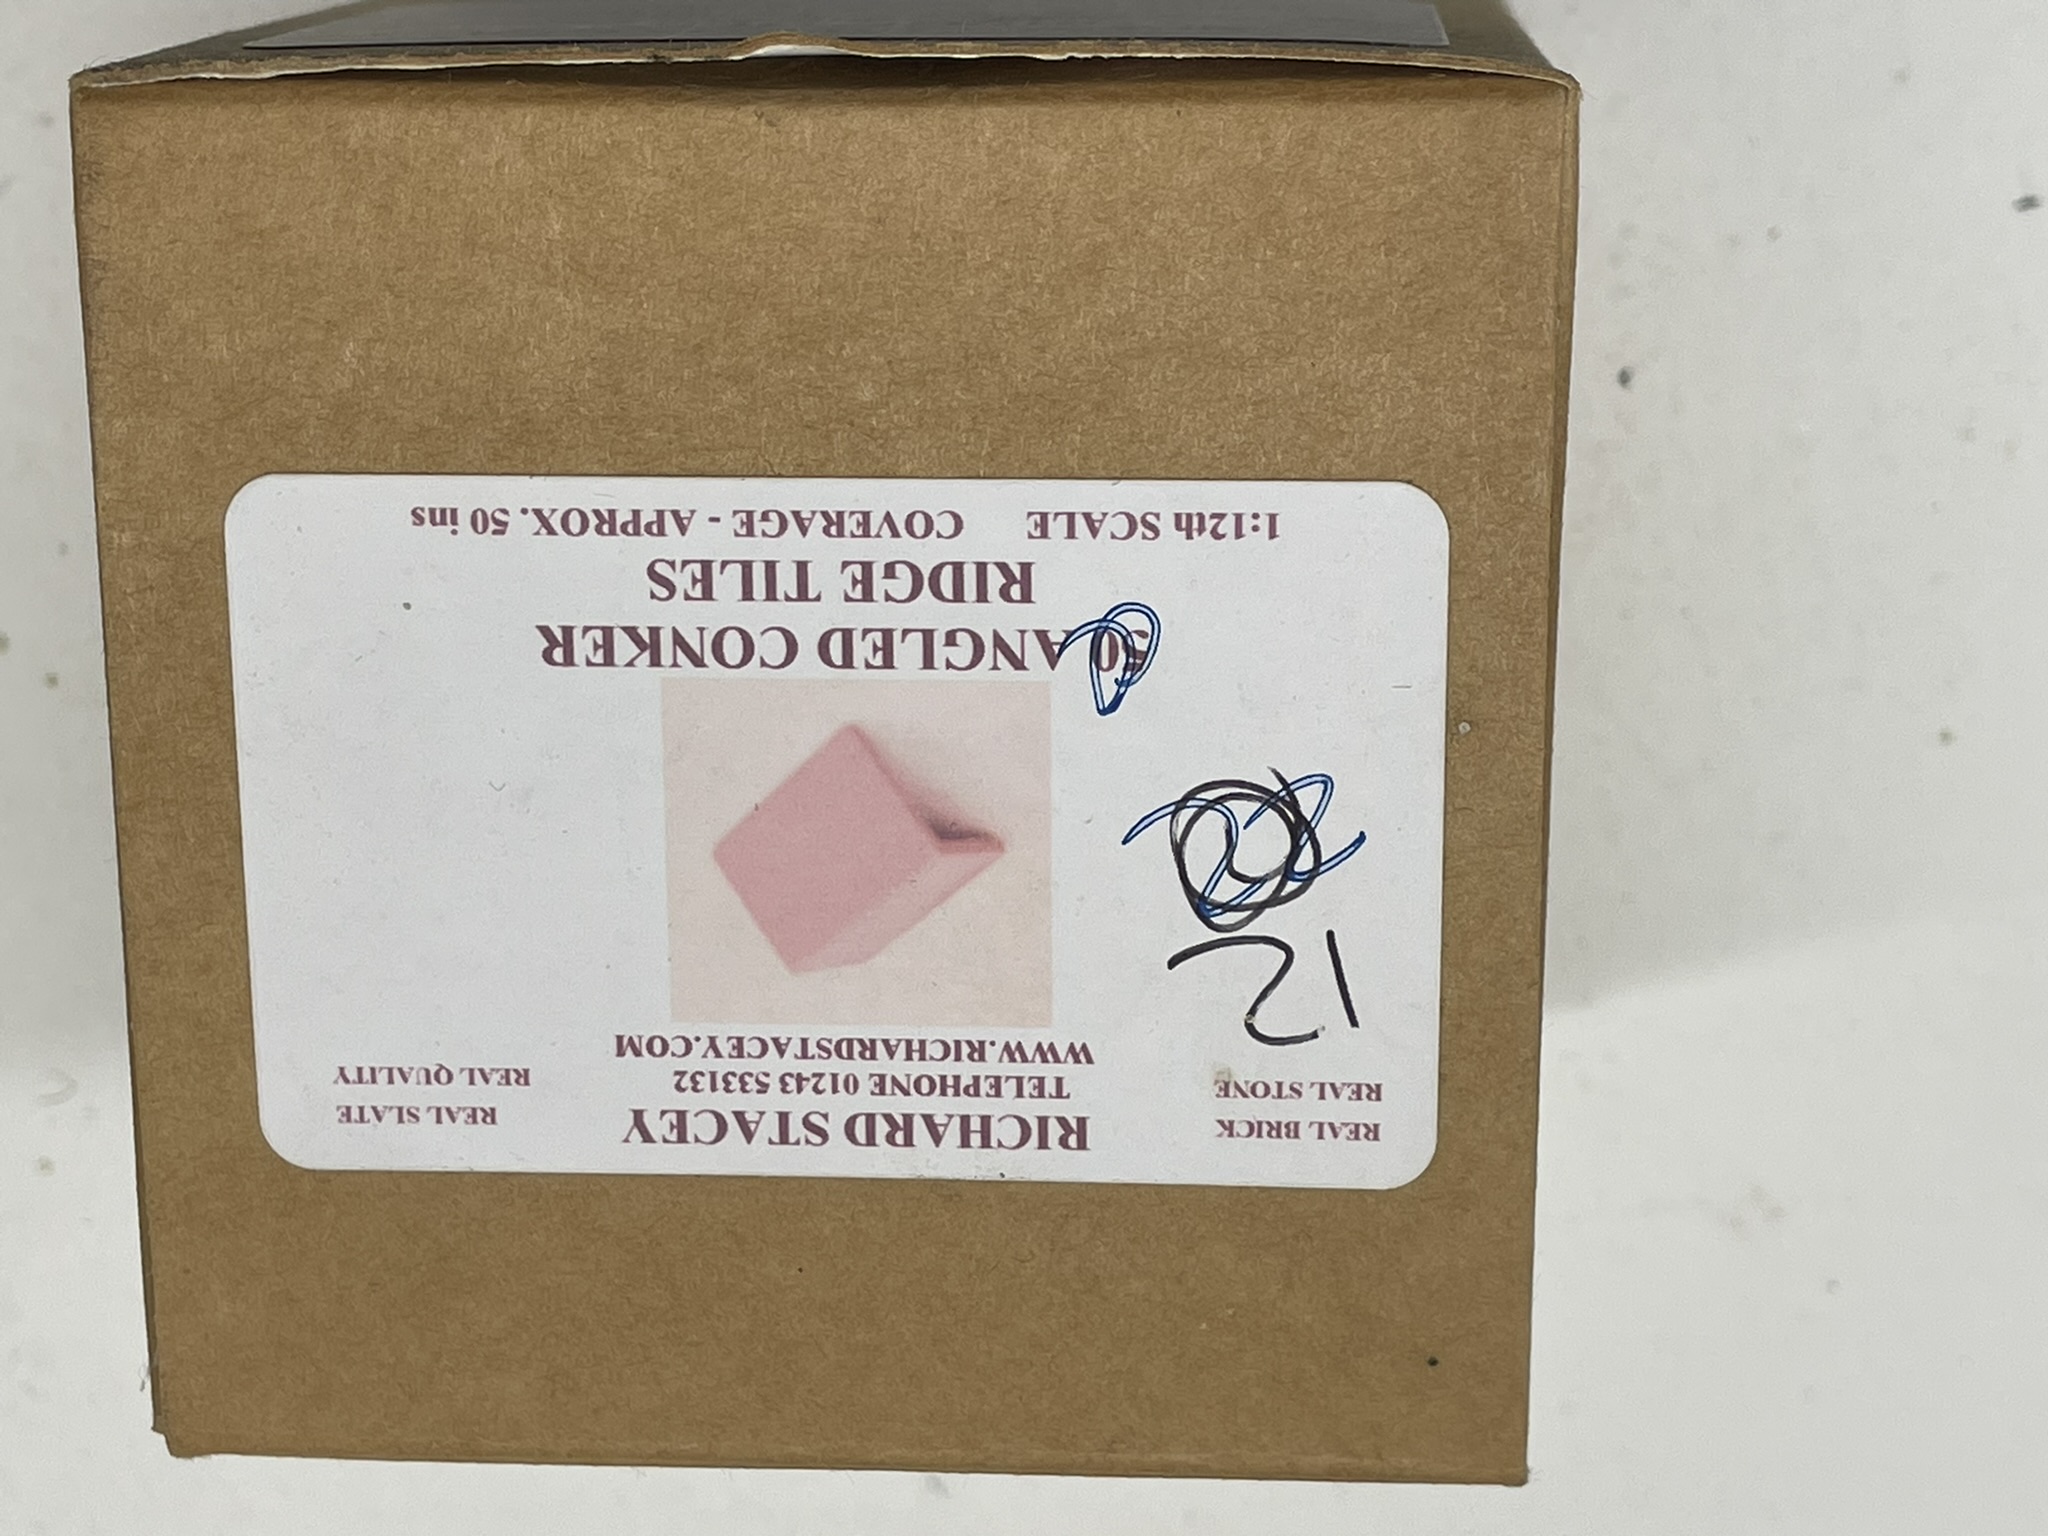 REAL BRICK RICHARD STACEY REAL SLATE
REAL STONE TELEPHONE 01243 533132 REAL QUALITY
WWW.RICHARDSTACEY.COM
12
50 ANGLED CONKER
RIDGE TILES
1:12th SCALE COVERAGE - APPROX. 50 ins